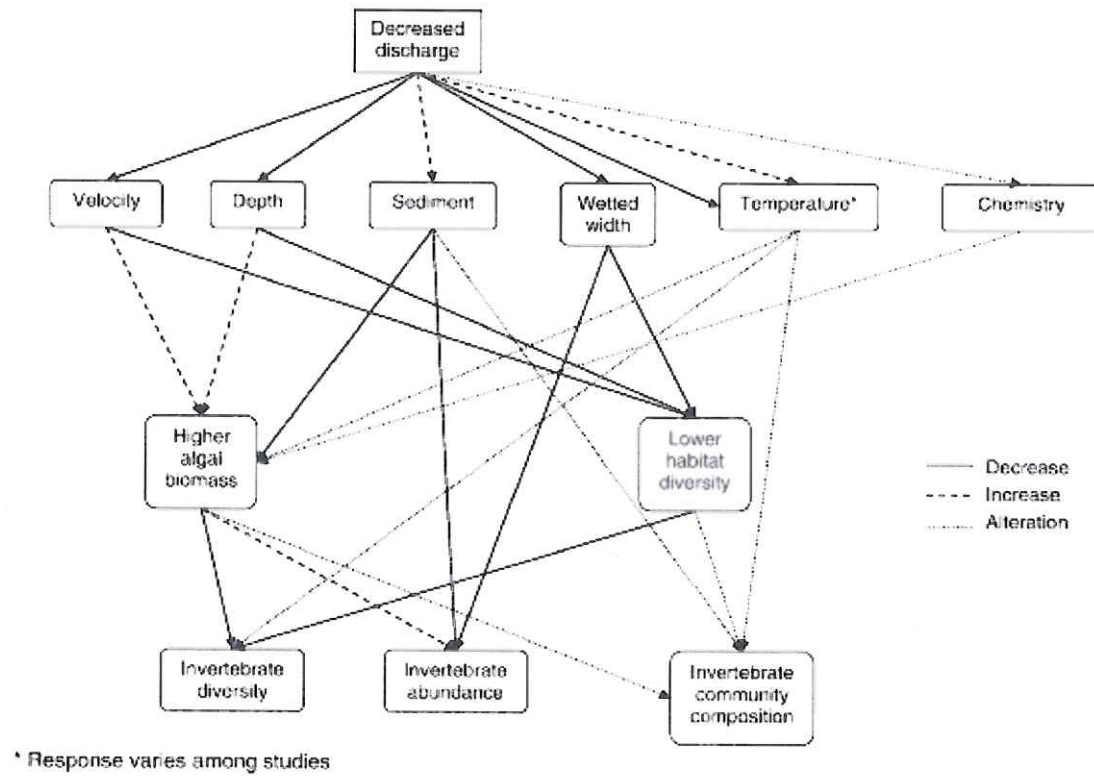 Decreased
discharge
Velocity
Depth
Sediment
Wetted
width
Temperature*
Chemistry
Higher
algal
biomass
Lower
habitat
diversity
Decrease
Increase
Alteration
Invertebrate
diversity
Invertebrate
abundance
Invertebrate
community
composition
* Response varies among studies